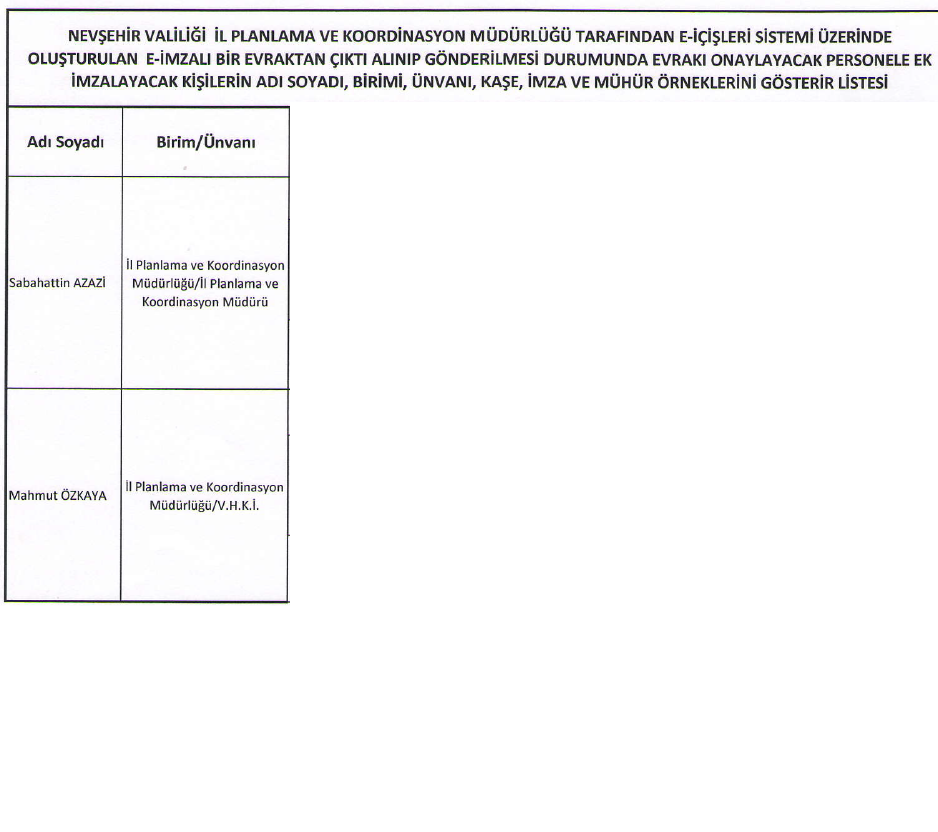 NEVŞEHİR VALİLİĞİ İL PLANLAMA VE KOORDİNASYON MÜDÜRLÜĞÜ TARAFINDAN E-İÇİŞLERİ SİSTEMİ ÜZERİNDE
OLUŞTURULAN E-İMZALI BİR EVRAKTAN ÇIKTI ALINIP GÖNDERİLMESİ DURUMUNDA EVRAKI ONAYLAYACAK PERSONELE EK
İMZALAYACAK KİŞİLERİN ADI SOYADI, BİRİMİ, ÜNVANI, KAŞE, İMZA VE MÜHÜR ÖRNEKLERİNİ GÖSTERİR LİSTESİ
Adı Soyadı
Birim/Ünvanı
Sabahattin AZAZİ
İl Planlama ve Koordinasyon
Müdürlüğü/İl Planlama ve
Koordinasyon Müdürü
Mahmut ÖZKAYA
İl Planlama ve Koordinasyon
Müdürlüğü/V.H.K.İ.